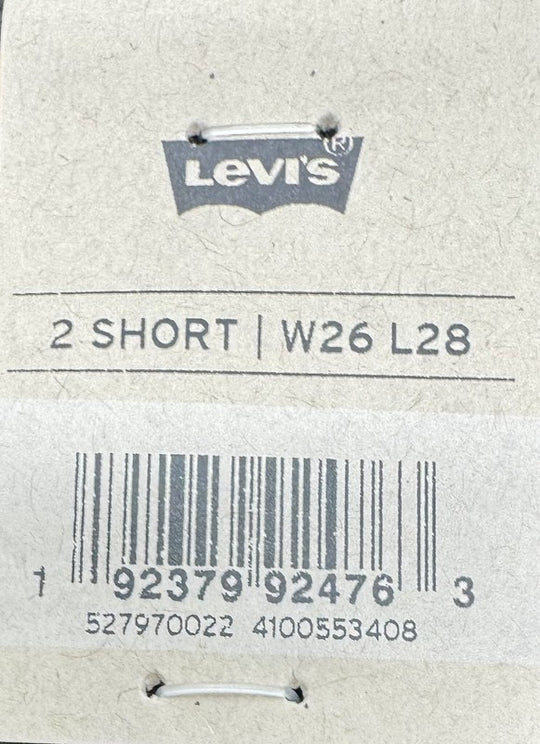 Levi's®
2 SHORT | W26 L28
1 92379 92476 3
527970022 4100553408